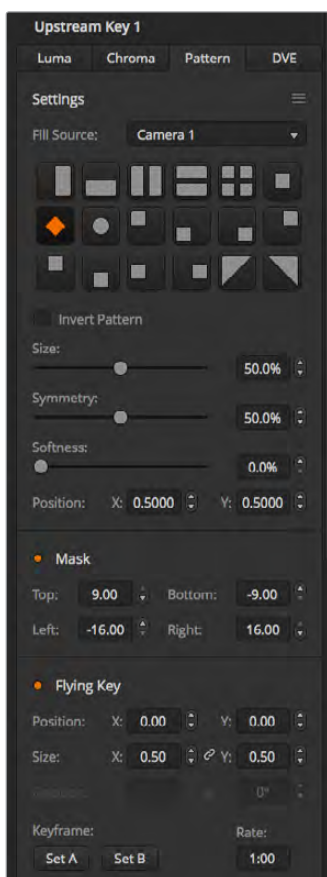 Upstream Key 1
Luma Chroma Pattern DVE
Settings
Fill Source: Camera 1
Invert Pattern
Size:
50.0%
Symmetry:
50.0%
Softness:
0.0%
Position: X: 0.5000 Y: 0.5000
Mask
Top: 9.00 Bottom: -9.00
Left: -16.00 Right: 16.00
Flying Key
Position: X: 0.00 Y: 0.00
Size: X: 0.50 Y: 0.50
0°
Keyframe: Rate:
Set A Set B 1:00